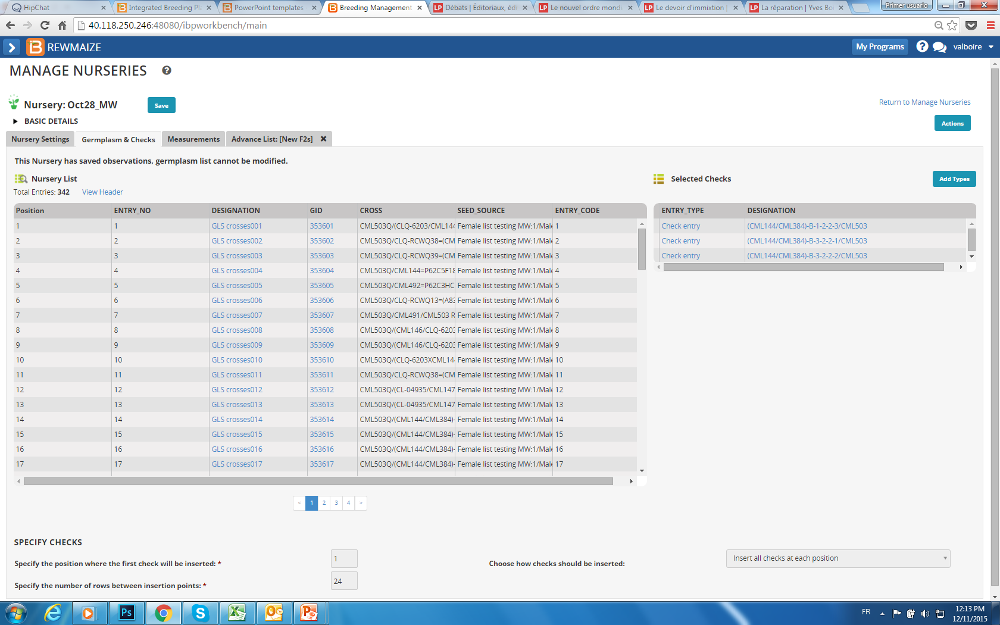 HipChat
Integrated Breeding Pla
PowerPoint templates -
Breeding Management
Débats | Éditoriaux, édi
Le nouvel ordre mondi
Le devoir d'immixtion |
La réparation | Yves Boi
Primer usuario
40.118.250.246:48080/ibpworkbench/main
REWMAIZE
My Programs
valboire
MANAGE NURSERIES
Nursery: Oct28_MW
Save
Return to Manage Nurseries
BASIC DETAILS
Actions
Nursery Settings
Germplasm & Checks
Measurements
Advance List: [New F2s]
This Nursery has saved observations, germplasm list cannot be modified.
Nursery List
Selected Checks
Add Types
Total Entries: 342 View Header
Position ENTRY_NO DESIGNATION GID CROSS SEED_SOURCE ENTRY_CODE
1 1 GLS crosses001 353601 CML503Q/(CLQ-6203/CML144 Female list testing MW:1/Male 1
2 2 GLS crosses002 353602 CML503Q/CLQ-RCWQ38=(CM Female list testing MW:1/Male 2
3 3 GLS crosses003 353603 CML503Q/CLQ-RCWQ39=(CM Female list testing MW:1/Male 3
4 4 GLS crosses004 353604 CML503Q/CML144=P62C5F18 Female list testing MW:1/Male 4
5 5 GLS crosses005 353605 CML503Q/CML492=P62C3HC Female list testing MW:1/Male 5
6 6 GLS crosses006 353606 CML503Q/CLQ-RCWQ13=(A83 Female list testing MW:1/Male 6
7 7 GLS crosses007 353607 CML503Q/CML491/CML503 R Female list testing MW:1/Male 7
8 8 GLS crosses008 353608 CML503Q/(CML146/CLQ-6203 Female list testing MW:1/Male 8
9 9 GLS crosses009 353609 CML503Q/(CML146/CLQ-6203 Female list testing MW:1/Male 9
10 10 GLS crosses010 353610 CML503Q/(CLQ-6203XCML14 Female list testing MW:1/Male 10
11 11 GLS crosses011 353611 CML503Q/CLQ-RCWQ38=(CM Female list testing MW:1/Male 11
12 12 GLS crosses012 353612 CML503Q/(CL-04935/CML147 Female list testing MW:1/Male 12
13 13 GLS crosses013 353613 CML503Q/(CL-04935/CML147 Female list testing MW:1/Male 13
14 14 GLS crosses014 353614 CML503Q/(CML144/CML384)- Female list testing MW:1/Male 14
15 15 GLS crosses015 353615 CML503Q/(CML144/CML384)- Female list testing MW:1/Male 15
16 16 GLS crosses016 353616 CML503Q/(CML144/CML384)- Female list testing MW:1/Male 16
17 17 GLS crosses017 353617 CML503Q/(CML144/CML384)- Female list testing MW:1/Male 17
ENTRY_TYPE DESIGNATION
Check entry (CML144/CML384)-B-1-2-2-3/CML503
Check entry (CML144/CML384)-B-3-2-2-1/CML503
Check entry (CML144/CML384)-B-3-2-2-2/CML503
< 1 2 3 4 >
SPECIFY CHECKS
Specify the position where the first check will be inserted: * 1
Choose how checks should be inserted: Insert all checks at each position
Specify the number of rows between insertion points: * 24
FR
12:13 PM
12/11/2015